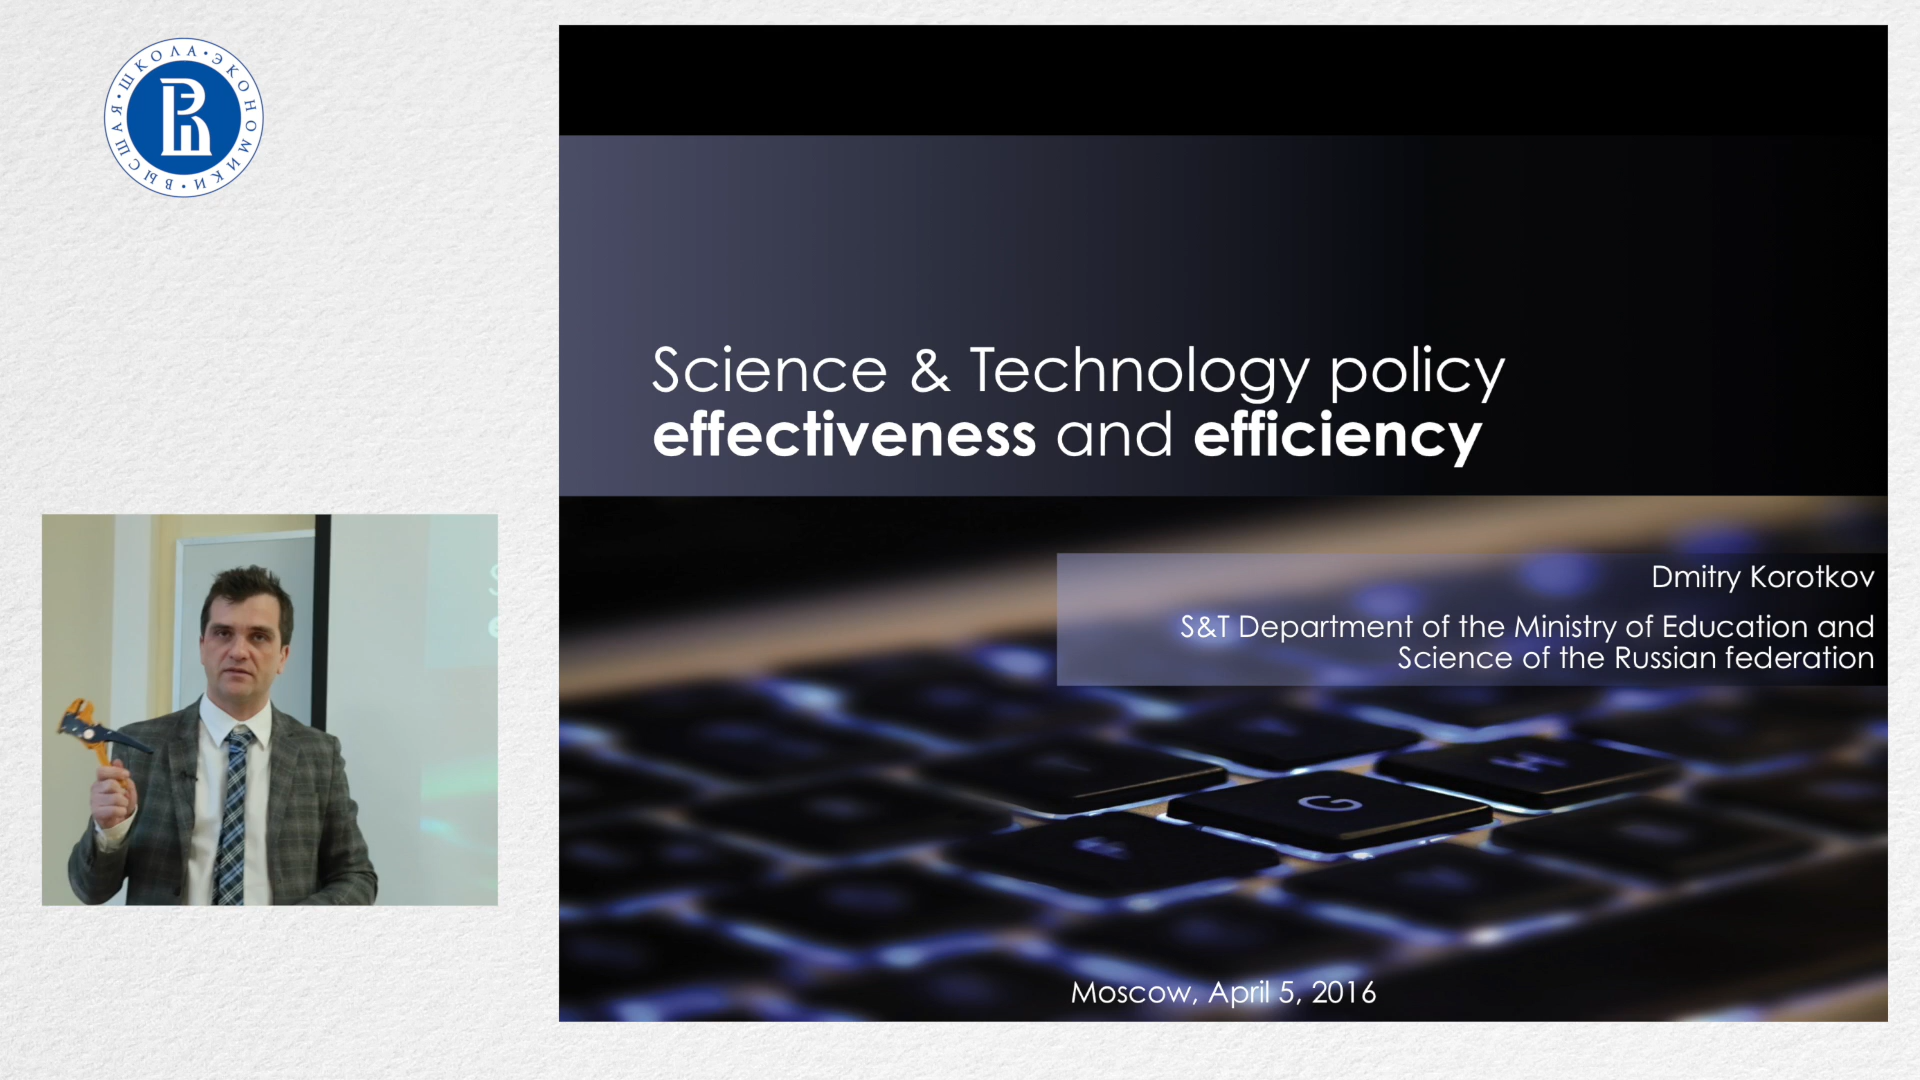 ВЫСШАЯ • ШКОЛА • ЭКОНОМИКИ •
Science & Technology policy
effectiveness and efficiency
Dmitry Korotkov
S&T Department of the Ministry of Education and
Science of the Russian federation
G
Moscow, April 5, 2016